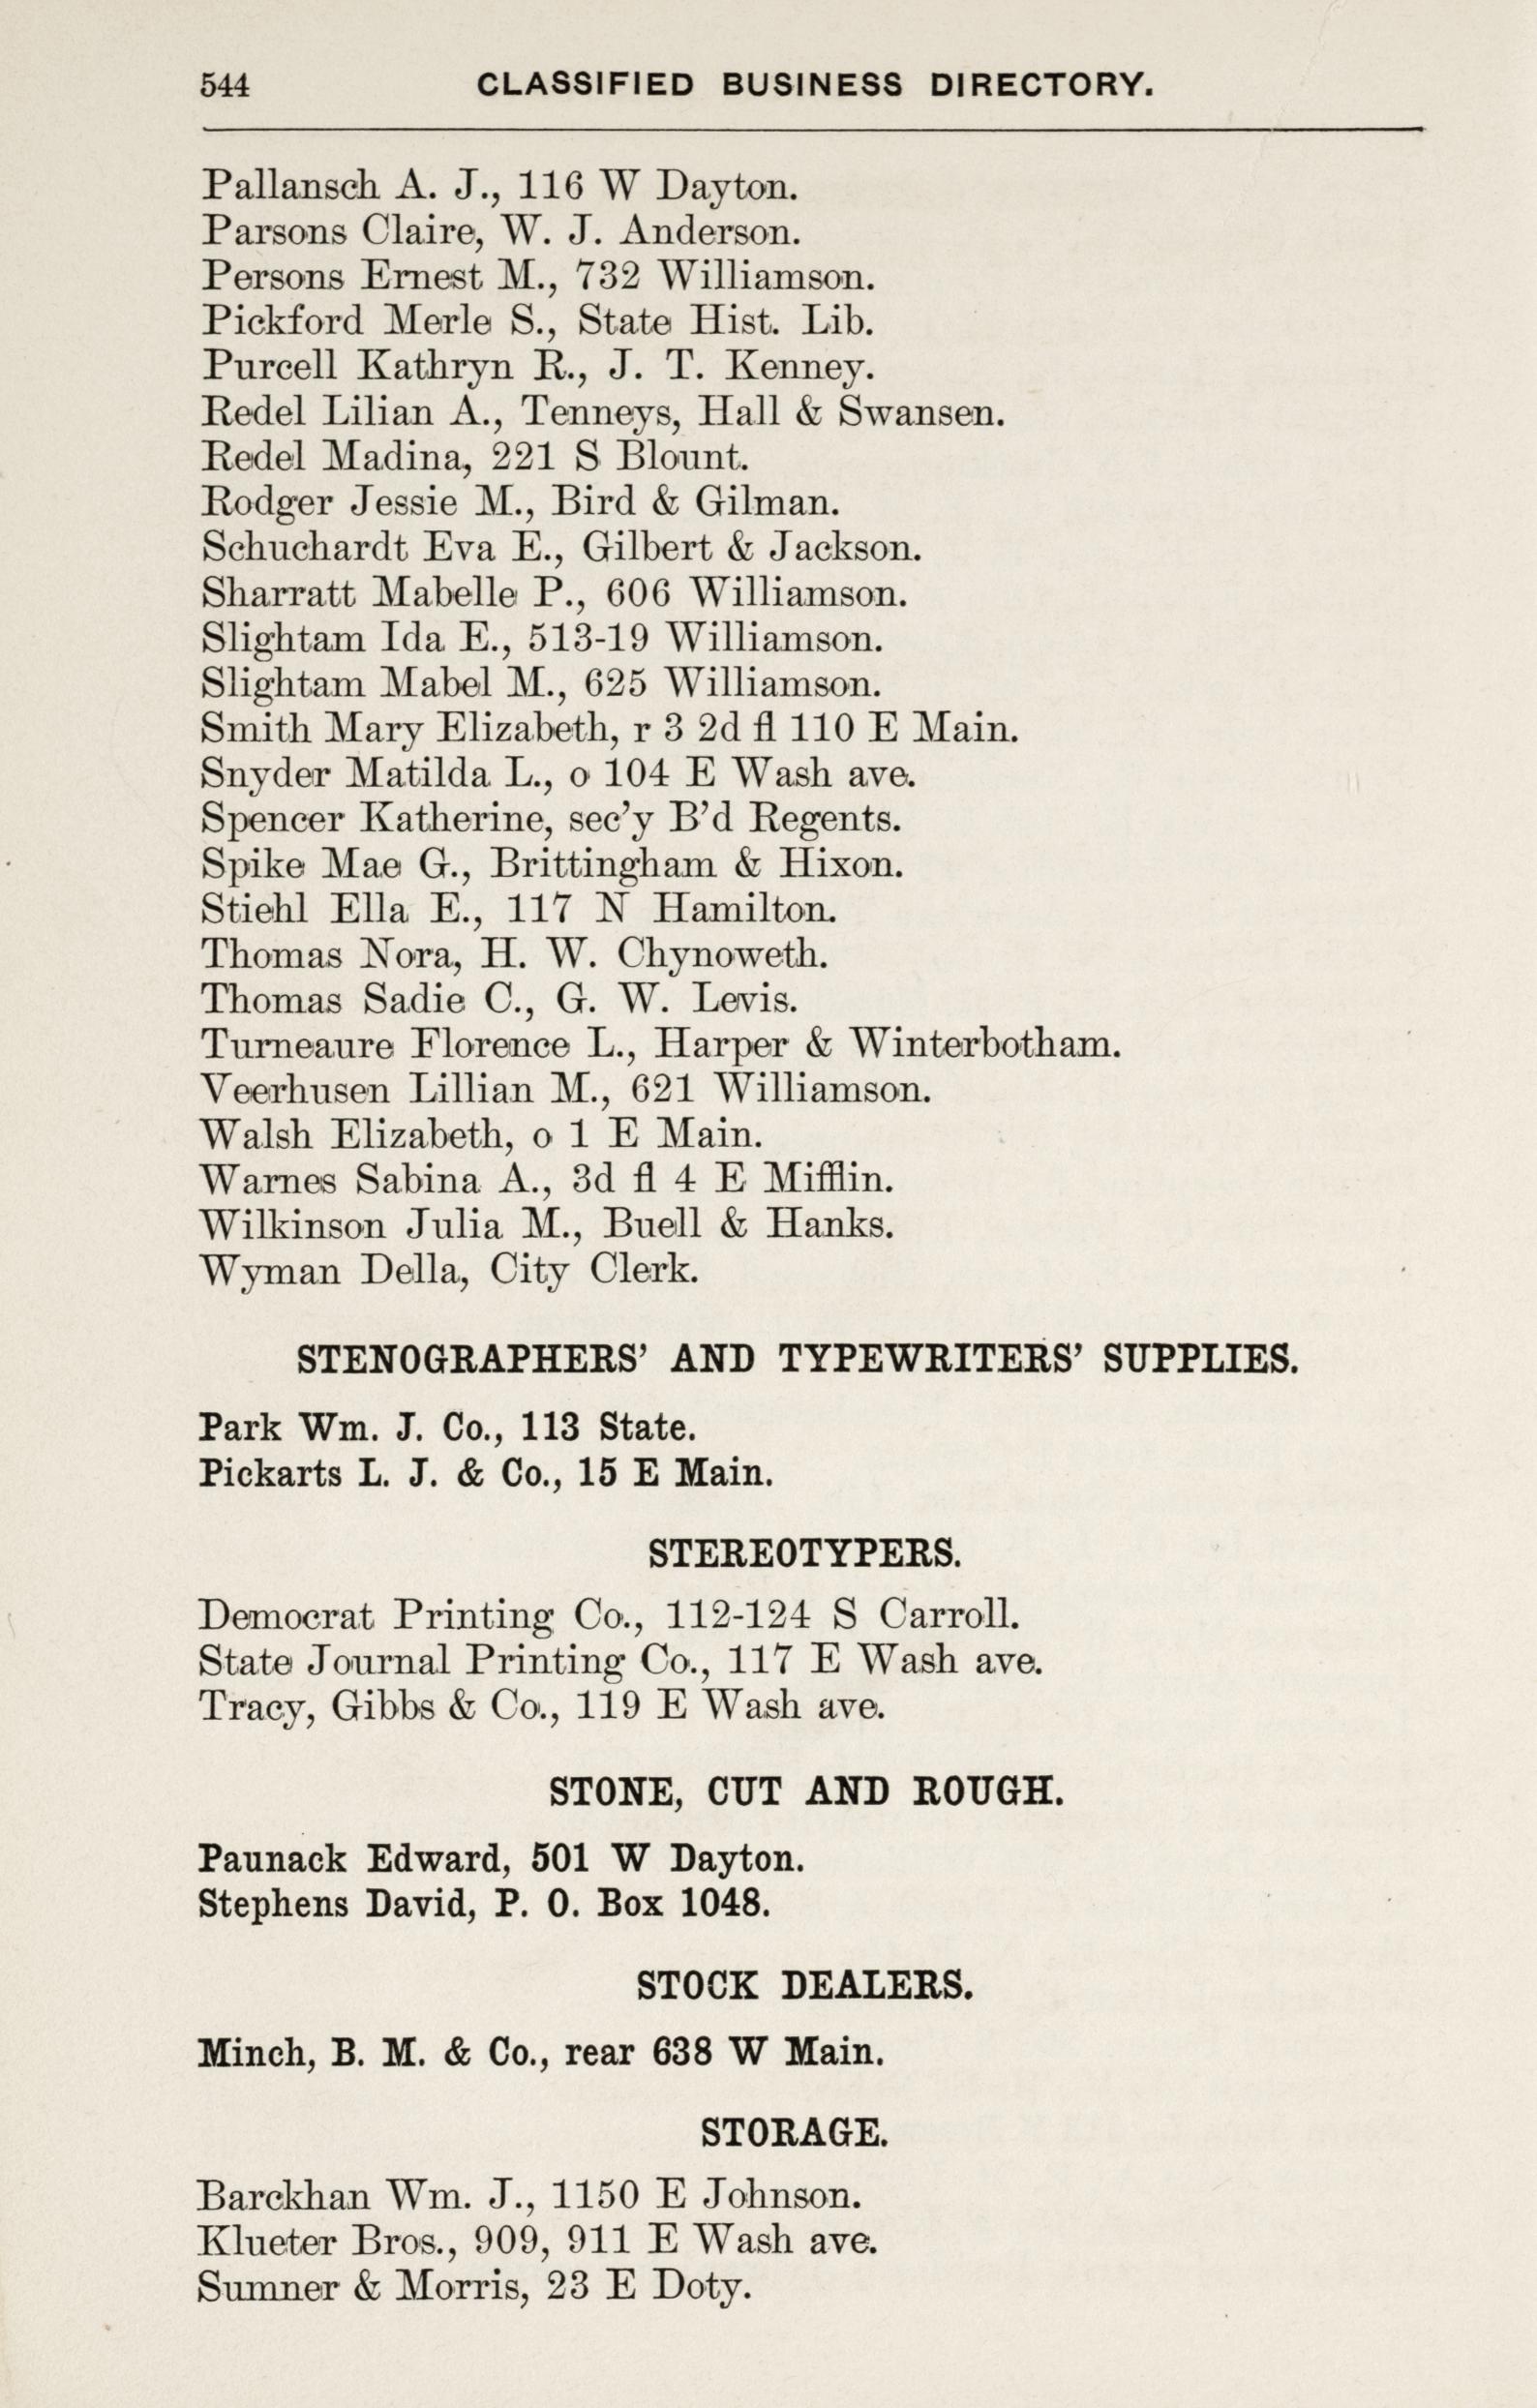 544 CLASSIFIED BUSINESS DIRECTORY.
Pallansch A. J., 116 W Dayton.
Parsons Claire, W. J. Anderson.
Persons Ernest M., 732 Williamson.
Pickford Merle S., State Hist. Lib.
Purcell Kathryn R., J. T. Kenney.
Redel Lilian A., Tenneys, Hall & Swansen.
Redel Madina, 221 S Blount.
Rodger Jessie M., Bird & Gilman.
Schuchardt Eva E., Gilbert & Jackson.
Sharratt Mabelle P., 606 Williamson.
Slightam Ida E., 513-19 Williamson.
Slightam Mabel M., 625 Williamson.
Smith Mary Elizabeth, r 3 2d fl 110 E Main.
Snyder Matilda L., o 104 E Wash ave.
Spencer Katherine, sec'y B'd Regents.
Spike Mae G., Brittingham & Hixon.
Stiehl Ella E., 117 N Hamilton.
Thomas Nora, H. W. Chynoweth.
Thomas Sadie C., G. W. Levis.
Turneaure Florence L., Harper & Winterbotham.
Veerhusen Lillian M., 621 Williamson.
Walsh Elizabeth, o 1 E Main.
Warnes Sabina A., 3d fl 4 E Mifflin.
Wilkinson Julia M., Buell & Hanks.
Wyman Della, City Clerk.
STENOGRAPHERS' AND TYPEWRITERS' SUPPLIES.
Park Wm. J. Co., 113 State.
Pickarts L. J. & Co., 15 E Main.
STEREOTYPERS.
Democrat Printing Co., 112-124 S Carroll.
State Journal Printing Co., 117 E Wash ave.
Tracy, Gibbs & Co., 119 E Wash ave.
STONE, CUT AND ROUGH.
Paunack Edward, 501 W Dayton.
Stephens David, P. O. Box 1048.
STOCK DEALERS.
Minch, B. M. & Co., rear 638 W Main.
STORAGE.
Barckhan Wm. J., 1150 E Johnson.
Klueter Bros., 909, 911 E Wash ave.
Sumner & Morris, 23 E Doty.